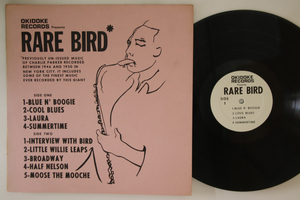 OKIDOKE
RECORDS Presents
RARE BIRD*
*PREVIOUSLY UN-ISSUED MUSIC
OF CHARLIE PARKER RECORDED
BETWEEN 1946 AND 1950 IN
NEW YORK CITY. IT INCLUDES
SOME OF THE FINEST MUSIC
EVER RECORDED BY THIS GIANT
SIDE ONE
1-BLUE N' BOOGIE
2-COOL BLUES
3-LAURA
4-SUMMERTIME
SIDE TWO
1-INTERVIEW WITH BIRD
2-LITTLE WILLIE LEAPS
3-BROADWAY
4-HALF NELSON
5-MOOSE THE MOOCHE
OKIDOKE
RECORDS
RARE BIRD
SIDE
1
1-BLUE N' BOOGIE
2-COOL BLUES
3-LAURA
4-SUMMERTIME